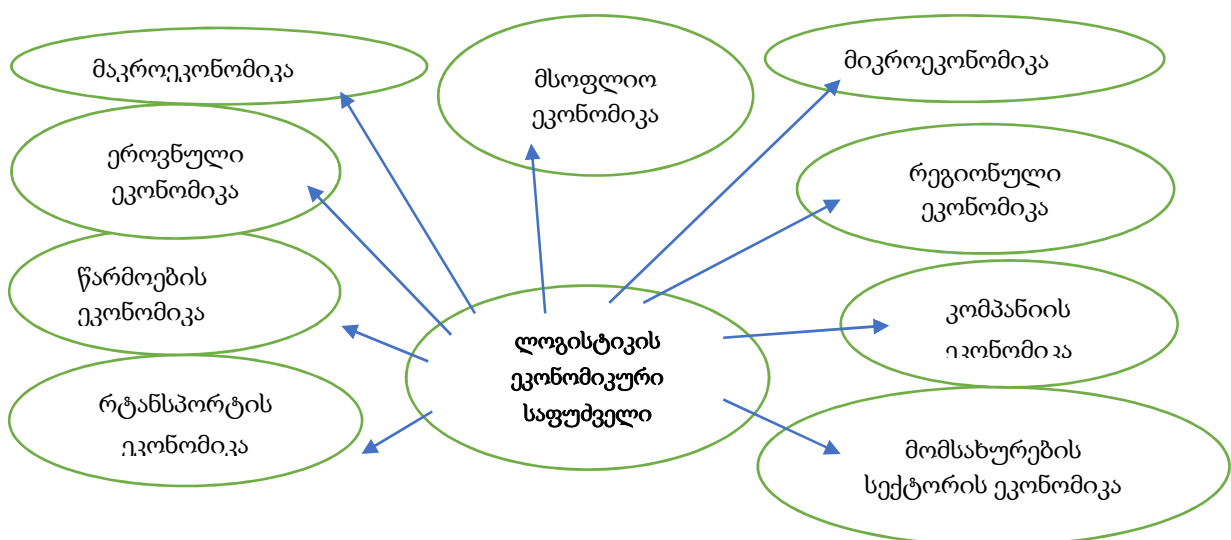 მაკროეკონომიკა
მსოფლიო
ეკონომიკა
მიკროეკონომიკა
ეროვნული
ეკონომიკა
რეგიონული
ეკონომიკა
წარმოების
ეკონომიკა
კომპანიის
ეკონომიკა
ლოგისტიკის
ეკონომიკური
საფუძველი
რტანსპორტის
ეკონომიკა
მომსახურების
სექტორის ეკონომიკა